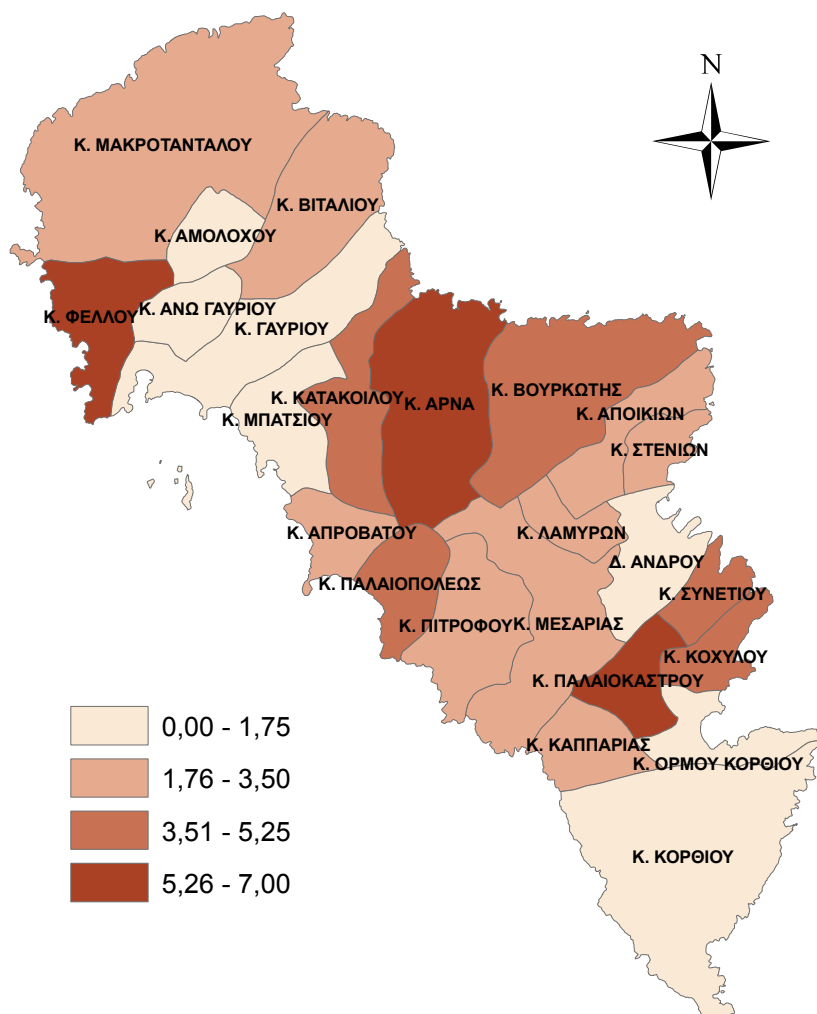 N
Κ. ΜΑΚΡΟΤΑΝΤΑΛΟΥ
Κ. ΒΙΤΑΛΙΟΥ
Κ. ΑΜΟΛΟΧΟΥ
Κ. ΑΝΩ ΓΑΥΡΙΟΥ
Κ. ΦΕΛΛΟΥ
Κ. ΓΑΥΡΙΟΥ
Κ. ΒΟΥΡΚΩΤΗΣ
Κ. ΚΑΤΑΚΟΙΛΟΥ
Κ. ΑΡΝΑ
Κ. ΑΠΟΙΚΙΩΝ
Κ. ΜΠΑΤΣΙΟΥ
Κ. ΣΤΕΝΙΩΝ
Κ. ΑΠΡΟΒΑΤΟΥ
Κ. ΛΑΜΥΡΩΝ
Δ. ΑΝΔΡΟΥ
Κ. ΠΑΛΑΙΟΠΟΛΕΩΣ
Κ. ΣΥΝΕΤΙΟΥ
Κ. ΠΙΤΡΟΦΟΥ
Κ. ΜΕΣΑΡΙΑΣ
Κ. ΚΟΧΥΛΟΥ
Κ. ΠΑΛΑΙΟΚΑΣΤΡΟΥ
Κ. ΚΑΠΠΑΡΙΑΣ
Κ. ΟΡΜΟΥ ΚΟΡΘΙΟΥ
Κ. ΚΟΡΘΙΟΥ
0,00 - 1,75
1,76 - 3,50
3,51 - 5,25
5,26 - 7,00